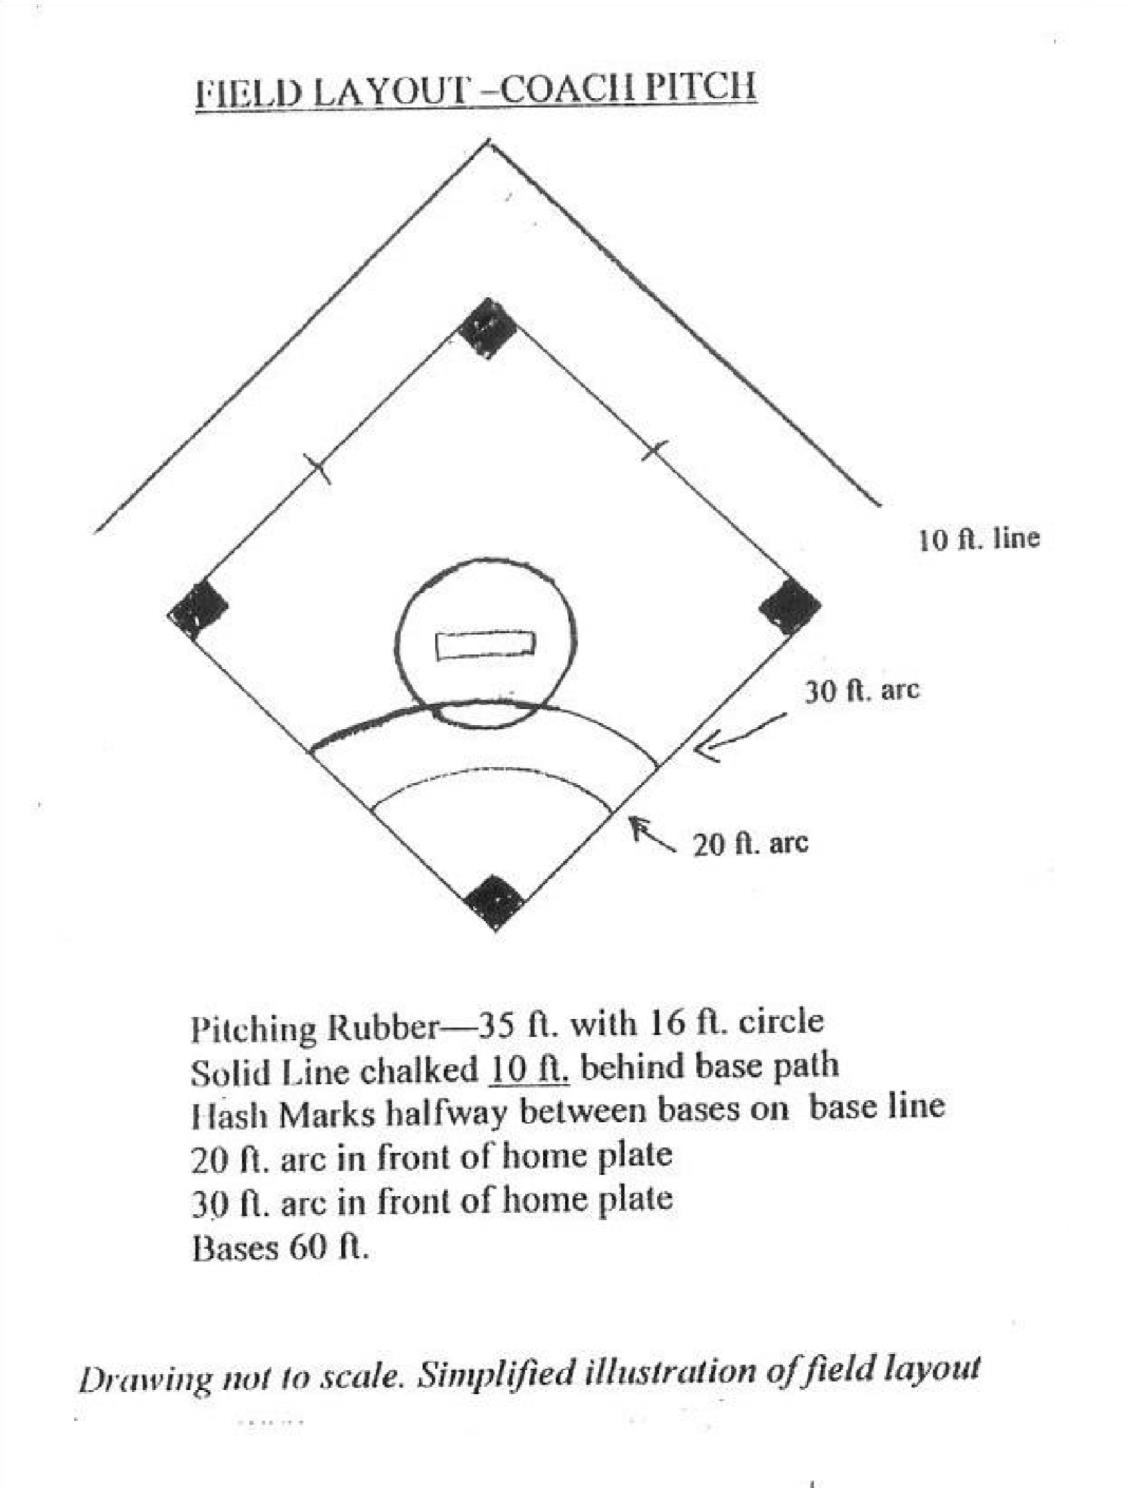 FIELD LAYOUT –COACH PITCH
10 ft. line
30 ft. arc
20 ft. arc
Pitching Rubber—35 ft. with 16 ft. circle
Solid Line chalked 10 ft. behind base path
Hash Marks halfway between bases on base line
20 ft. arc in front of home plate
30 ft. arc in front of home plate
Bases 60 ft.
Drawing not to scale. Simplified illustration of field layout